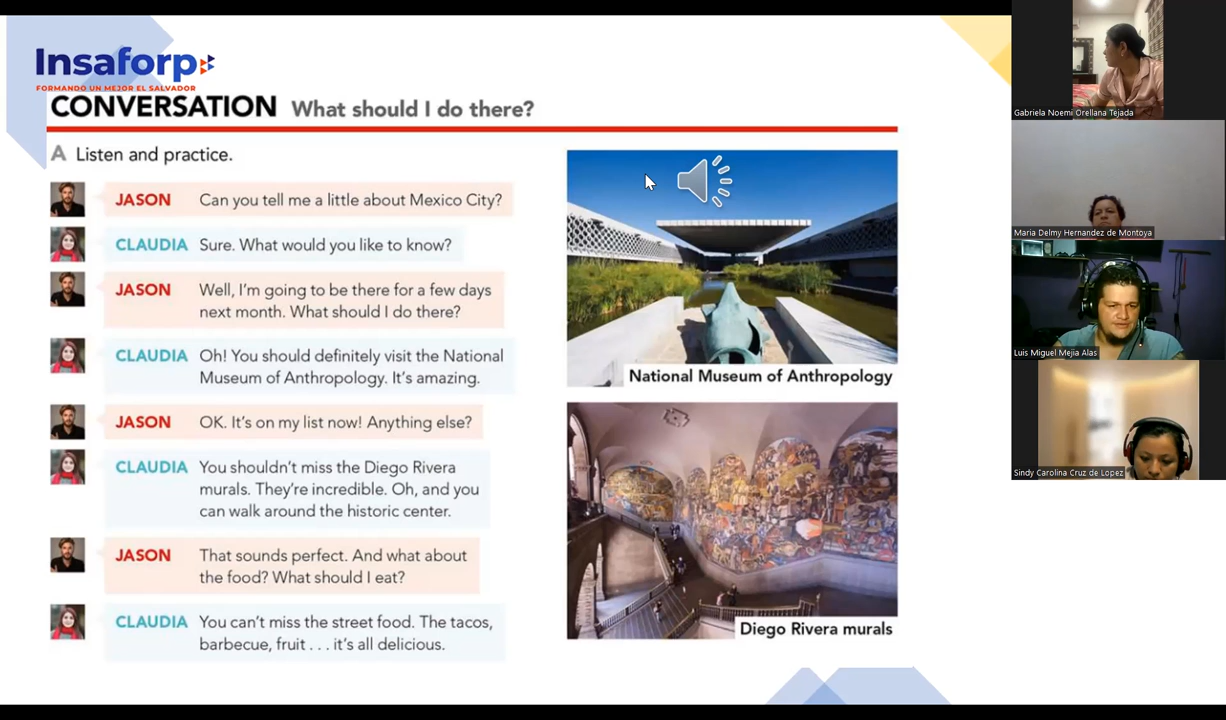 Insaforp
FORMANDO UN MEJOR EL SALVADOR
CONVERSATION What should I do there?
A Listen and practice.
JASON Can you tell me a little about Mexico City?
CLAUDIA Sure. What would you like to know?
JASON Well, I'm going to be there for a few days
next month. What should I do there?
CLAUDIA Oh! You should definitely visit the National
Museum of Anthropology. It's amazing.
JASON OK. It's on my list now! Anything else?
CLAUDIA You shouldn't miss the Diego Rivera
murals. They're incredible. Oh, and you
can walk around the historic center.
JASON That sounds perfect. And what about
the food? What should I eat?
CLAUDIA You can't miss the street food. The tacos,
barbecue, fruit . . . it's all delicious.
National Museum of Anthropology
Diego Rivera murals
Gabriela Noemi Orellana Tejada
Maria Delmy Hernandez de Montoya
Luis Miguel Mejia Alas
Sindy Carolina Cruz de Lopez